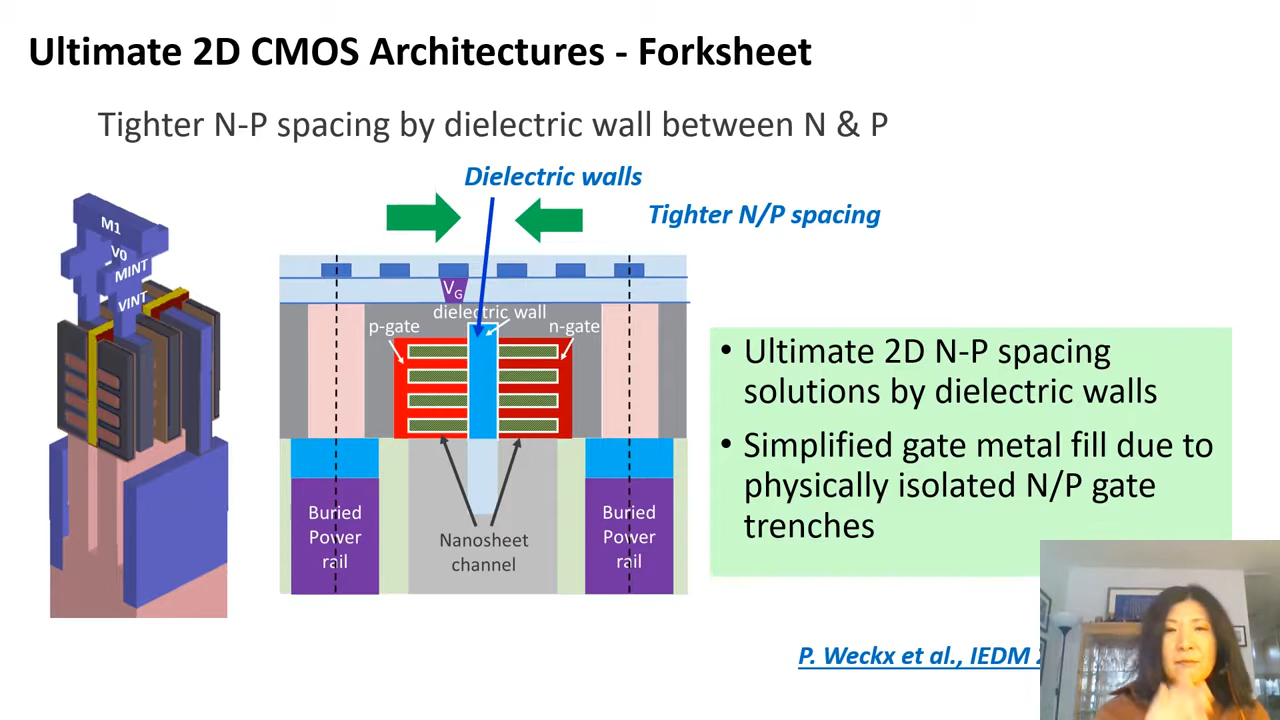 Ultimate 2D CMOS Architectures - Forksheet
Tighter N-P spacing by dielectric wall between N & P
Dielectric walls
Tighter N/P spacing
M1
V0
MINT
VINT
VG
dielectric wall
p-gate
n-gate
Buried
Power
rail
Nanosheet
channel
Buried
Power
rail
• Ultimate 2D N-P spacing
solutions by dielectric walls
• Simplified gate metal fill due to
physically isolated N/P gate
trenches
P. Weckx et al., IEDM